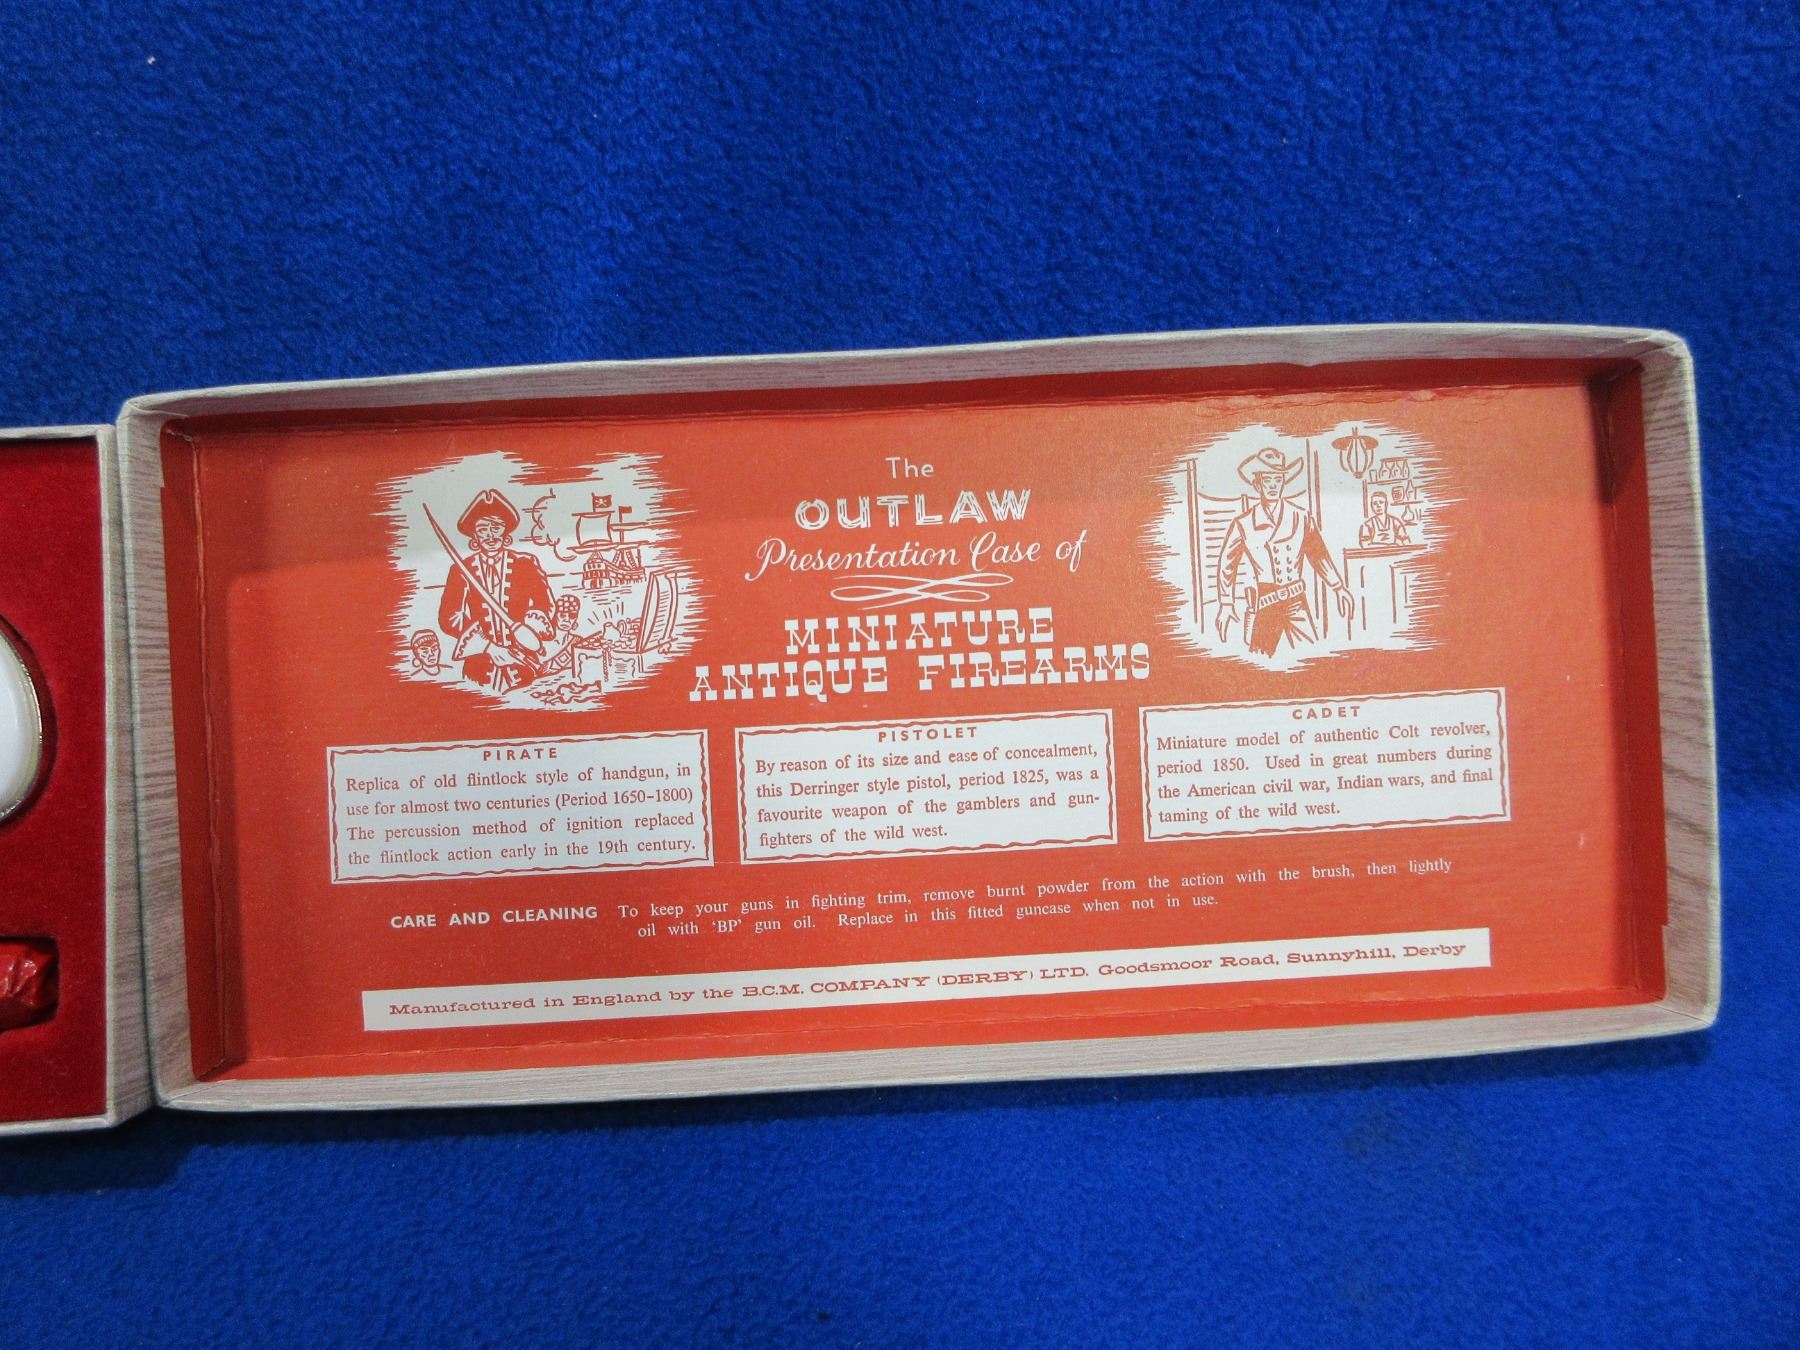 The
OUTLAW
Presentation Case of
MINIATURE
ANTIQUE FIREARMS
PIRATE
Replica of old flintlock style of handgun, in
use for almost two centuries (Period 1650-1800)
The percussion method of ignition replaced
the flintlock action early in the 19th century.
PISTOLET
By reason of its size and ease of concealment,
this Derringer style pistol, period 1825, was a
favourite weapon of the gamblers and gun-
fighters of the wild west.
CADET
Miniature model of authentic Colt revolver,
period 1850. Used in great numbers during
the American civil war, Indian wars, and final
taming of the wild west.
CARE AND CLEANING To keep your guns in fighting trim, remove burnt powder from the action with the brush, then lightly
oil with 'BP' gun oil. Replace in this fitted guncase when not in use.
Manufactured in England by the B.C.M. COMPANY (DERBY) LTD. Goodsmoor Road, Sunnyhill, Derby